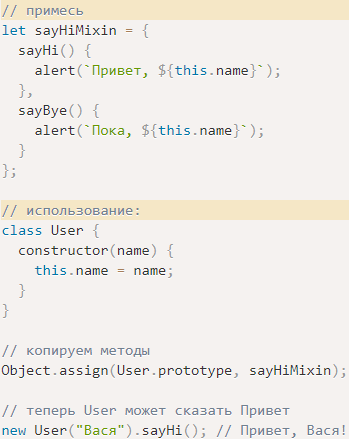 // примесь
let sayHiMixin = {
  sayHi() {
    alert(`Привет, ${this.name}`);
  },
  sayBye() {
    alert(`Пока, ${this.name}`);
  }
};

// использование:
class User {
  constructor(name) {
    this.name = name;
  }
}

// копируем методы
Object.assign(User.prototype, sayHiMixin);

// теперь User может сказать Привет
new User("Вася").sayHi(); // Привет, Вася!